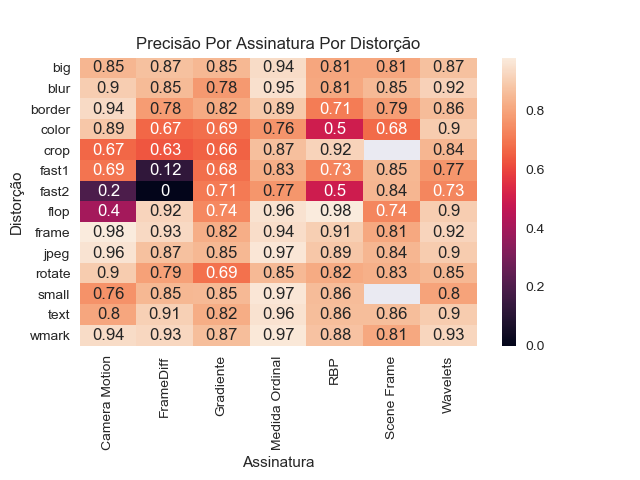 Precisão Por Assinatura Por Distorção
big 0.85 0.87 0.85 0.94 0.81 0.81 0.87
blur 0.9 0.85 0.78 0.95 0.81 0.85 0.92
border 0.94 0.78 0.82 0.89 0.71 0.79 0.86
color 0.89 0.67 0.69 0.76 0.5 0.68 0.9
crop 0.67 0.63 0.66 0.87 0.92 0.84
fast1 0.69 0.12 0.68 0.83 0.73 0.85 0.77
fast2 0.2 0 0.71 0.77 0.5 0.84 0.73
flop 0.4 0.92 0.74 0.96 0.98 0.74 0.9
frame 0.98 0.93 0.82 0.94 0.91 0.81 0.92
jpeg 0.96 0.87 0.85 0.97 0.89 0.84 0.9
rotate 0.9 0.79 0.69 0.85 0.82 0.83 0.85
small 0.76 0.85 0.85 0.97 0.86 0.8
text 0.8 0.91 0.82 0.96 0.86 0.86 0.9
wmark 0.94 0.93 0.87 0.97 0.88 0.81 0.93
Distorção
Camera Motion
FrameDiff
Gradiente
Medida Ordinal
RBP
Scene Frame
Wavelets
Assinatura
0.8
0.6
0.4
0.2
0.0